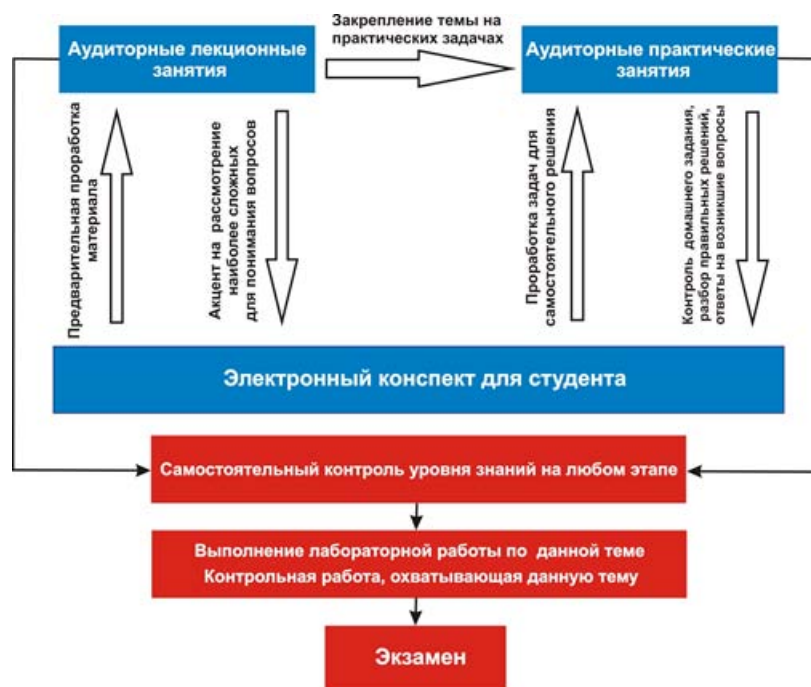 Закрепление темы на
практических задачах
Аудиторные лекционные
занятия
Аудиторные практические
занятия
Предварительная проработка
материала
Акцент на рассмотрение
наиболее сложных
для понимания вопросов
Проработка задач для
самостоятельного решения
Контроль домашнего задания,
разбор правильных решений,
ответы на возникшие вопросы
Электронный конспект для студента
Самостоятельный контроль уровня знаний на любом этапе
Выполнение лабораторной работы по данной теме
Контрольная работа, охватывающая данную тему
Экзамен